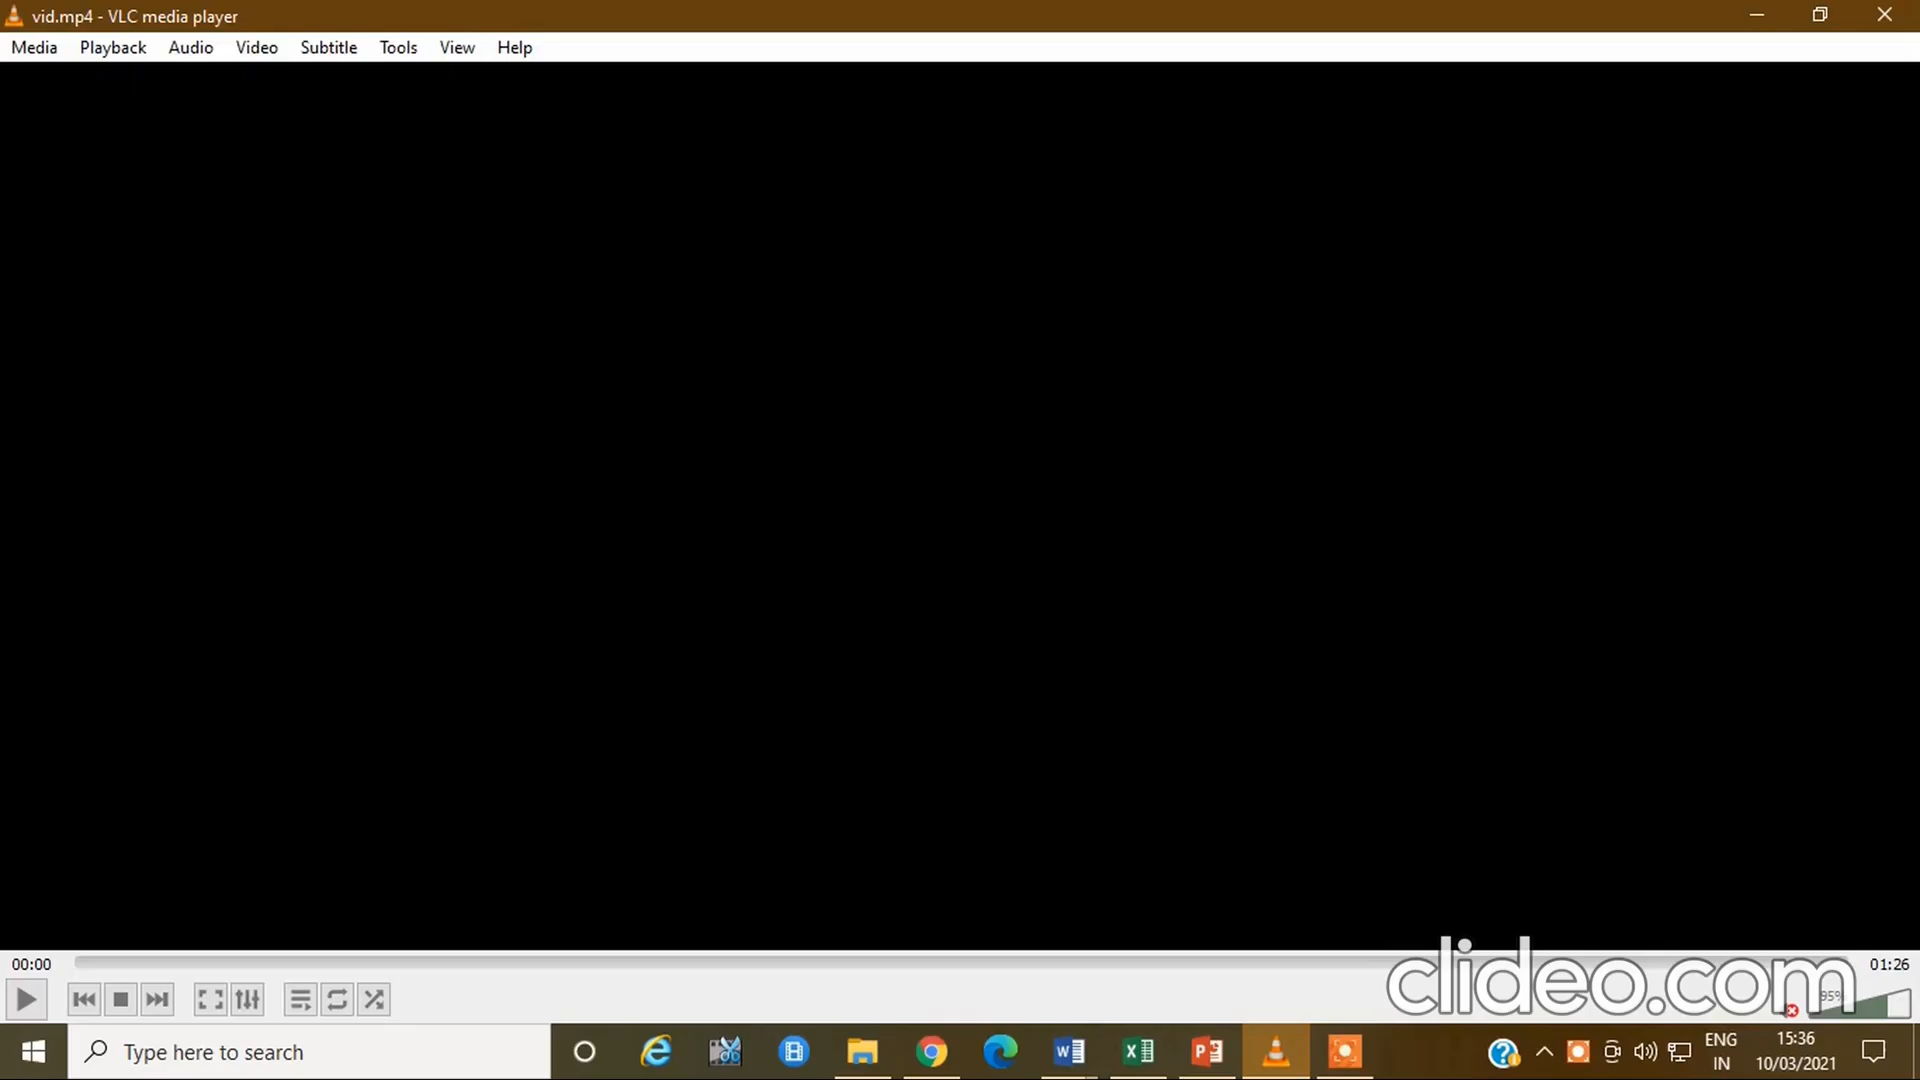 vid.mp4 - VLC media player
Media Playback Audio Video Subtitle Tools View Help
00:00 01:26
clideo.com
95%
Type here to search
ENG 15:36
IN 10/03/2021